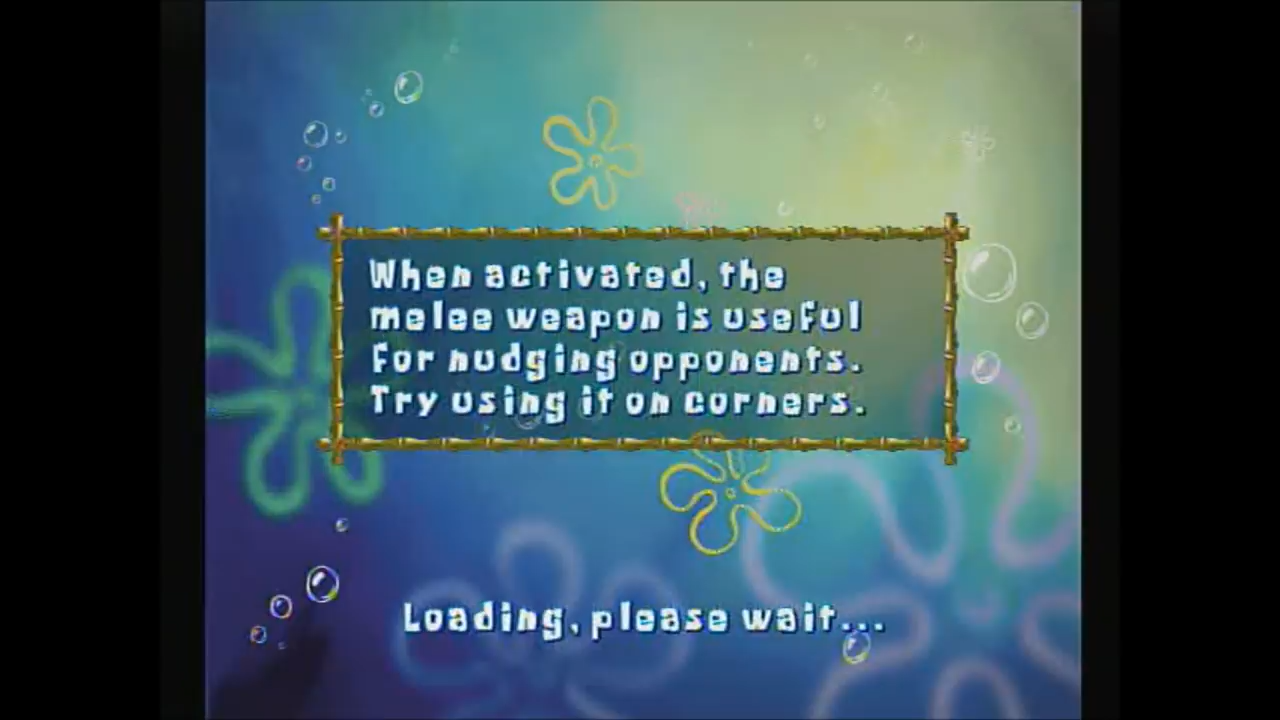 When activated, the
melee weapon is useful
for nudging opponents.
Try using it on corners.
Loading, please wait...